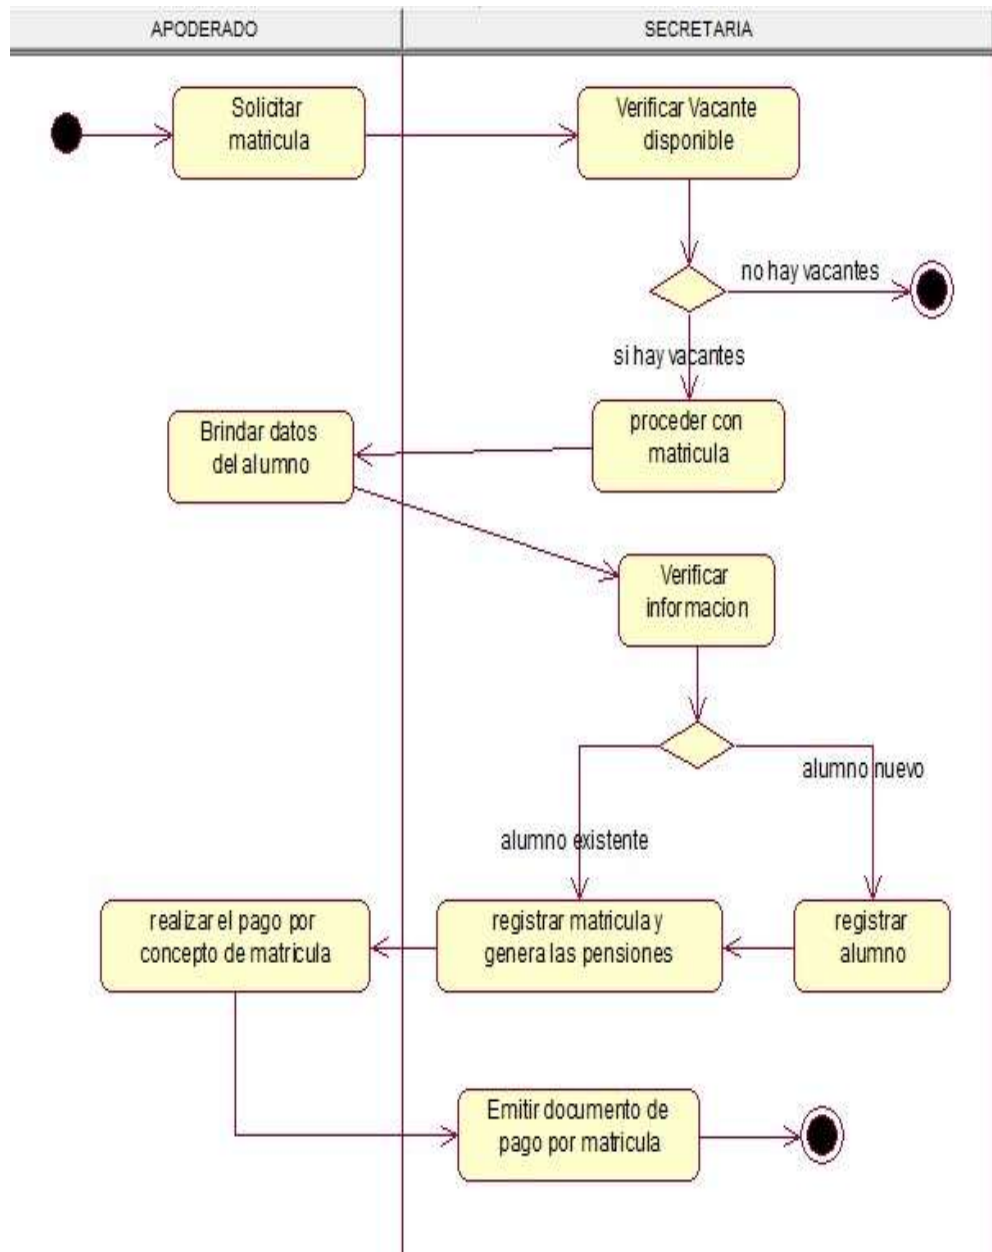 APODERADO
SECRETARIA
Solicitar
matricula
Verificar Vacante
disponible
no hay vacantes
si hay vacantes
proceder con
matricula
Brindar datos
del alumno
Verificar
informacion
alumno nuevo
alumno existente
realizar el pago por
concepto de matricula
registrar matricula y
genera las pensiones
registrar
alumno
Emitir documento de
pago por matricula